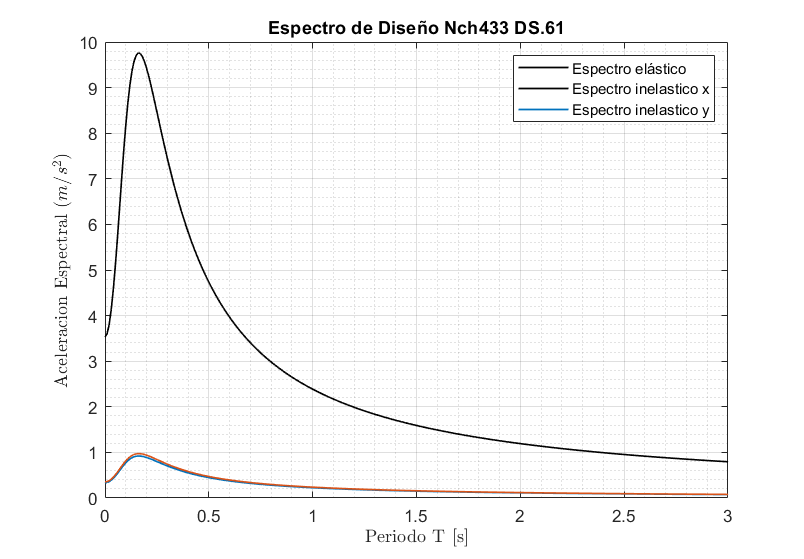 Espectro de Diseño Nch433 DS.61
Espectro elástico
Espectro inelastico x
Espectro inelastico y
Aceleracion Espectral (m/s²)
10
9
8
7
6
5
4
3
2
1
0
0 0.5 1 1.5 2 2.5 3
Periodo T [s]